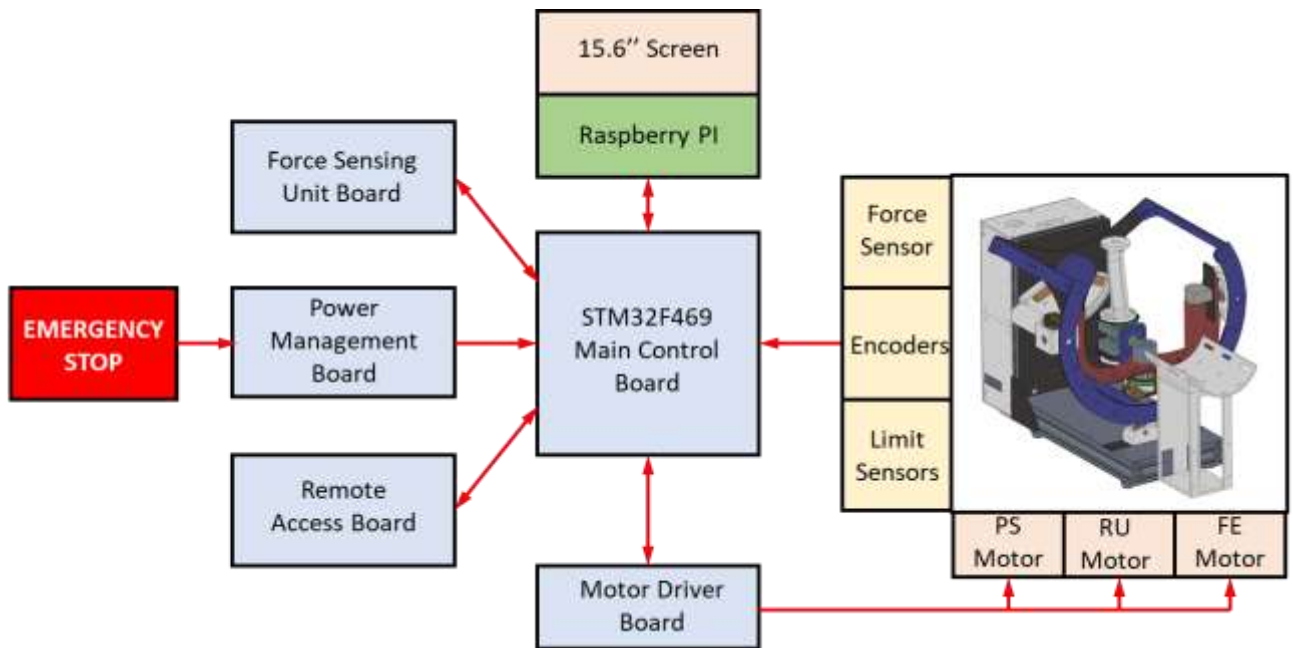 15.6’’ Screen
Raspberry PI
Force Sensing
Unit Board
EMERGENCY
STOP
Power
Management
Board
STM32F469
Main Control
Board
Remote
Access Board
Motor Driver
Board
Force
Sensor
Encoders
Limit
Sensors
PS
Motor
RU
Motor
FE
Motor